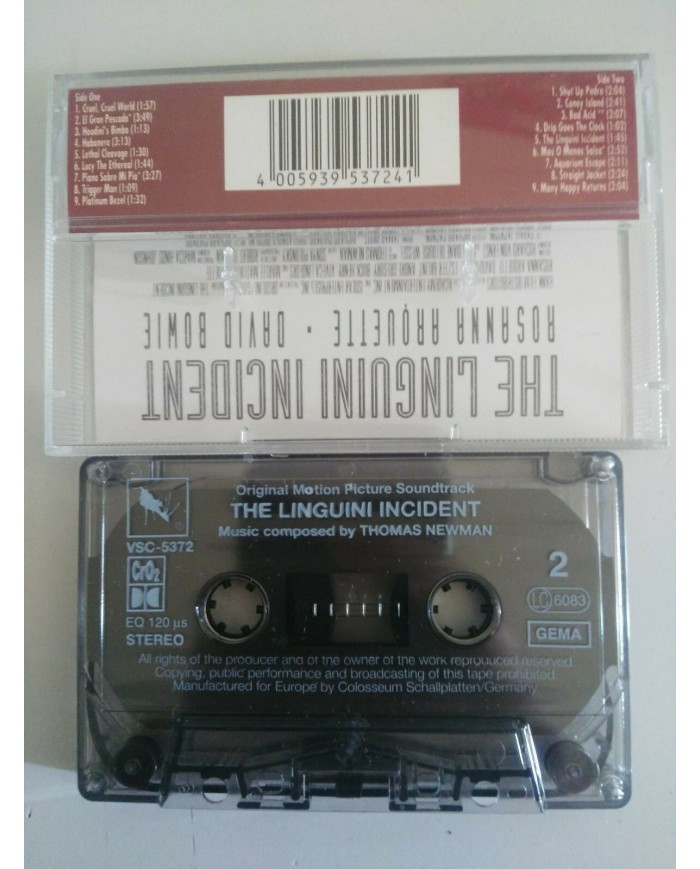 Side One
1. Cruel, Cruel World (1:57)
2. El Gran Pescado* (3:49)
3. Houdini's Bimbo (1:13)
4. Habanera (3:13)
5. Lethal Cleavage (1:30)
6. Lucy The Ethereal (1:44)
7. Piano Sobre Mi Pia* (3:27)
8. Trigger Man (1:09)
9. Platinum Bezel (1:32)
4 005939 537241
Side Two
1. Shut Up Pedro (2:04)
2. Coney Island (2:41)
3. Bad Acid ** (2:07)
4. Drip Goes The Clock (1:02)
5. The Linguini Incident (1:45)
6. Mas O Menos Salsa* (2:52)
7. Aquarium Escape (2:11)
8. Straight Jacket (2:24)
9. Many Happy Returns (2:04)
THE LINGUINI INCIDENT
ROSANNA ARQUETTE • DAVID BOWIE
Original Motion Picture Soundtrack
THE LINGUINI INCIDENT
Music composed by THOMAS NEWMAN
VSC-5372
CrO2
EQ 120 µs
STEREO
2
LC 6083
GEMA
All rights of the producer and of the owner of the work reproduced reserved
Copying, public performance and broadcasting of this tape prohibited
Manufactured for Europe by Colosseum Schallplatten/Germany